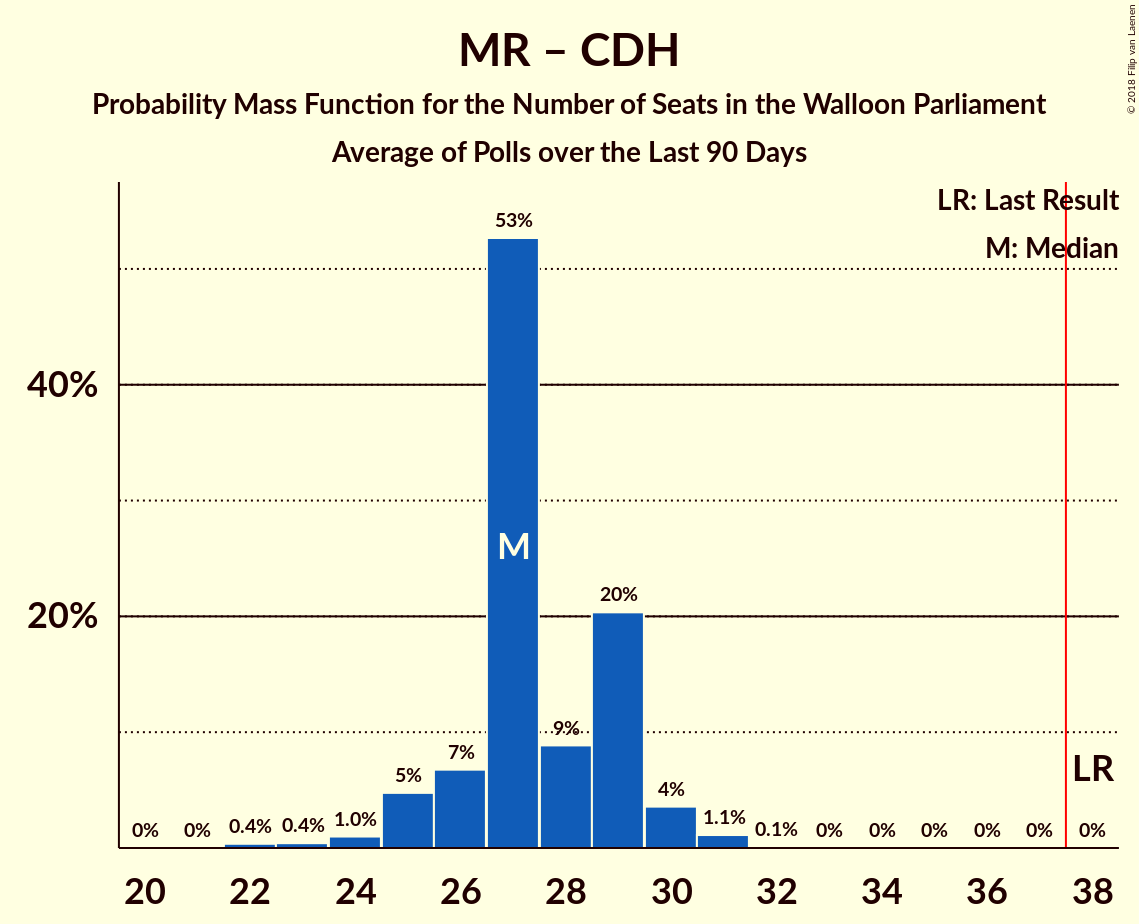 MR – CDH
Probability Mass Function for the Number of Seats in the Walloon Parliament
Average of Polls over the Last 90 Days
© 2018 Filip van Laenen
LR: Last Result
M: Median
53%
40%
M
20%
20%
9%
7%
LR
5%
4%
0% 0% 0.4% 0.4% 1.0% 1.1% 0.1% 0% 0% 0% 0% 0% 0%
20 22 24 26 28 30 32 34 36 38